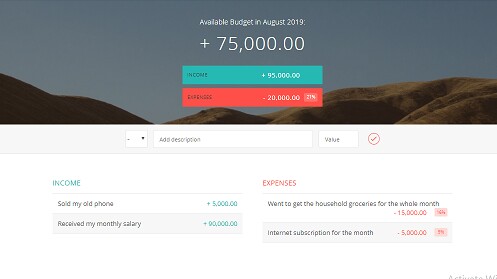 Available Budget in August 2019:
+ 75,000.00
INCOME + 95,000.00
EXPENSES - 20,000.00 21%
- Add description Value
INCOME
Sold my old phone + 5,000.00
Received my monthly salary + 90,000.00
EXPENSES
Went to get the household groceries for the whole month
- 15,000.00
Internet subscription for the month - 5,000.00 5%